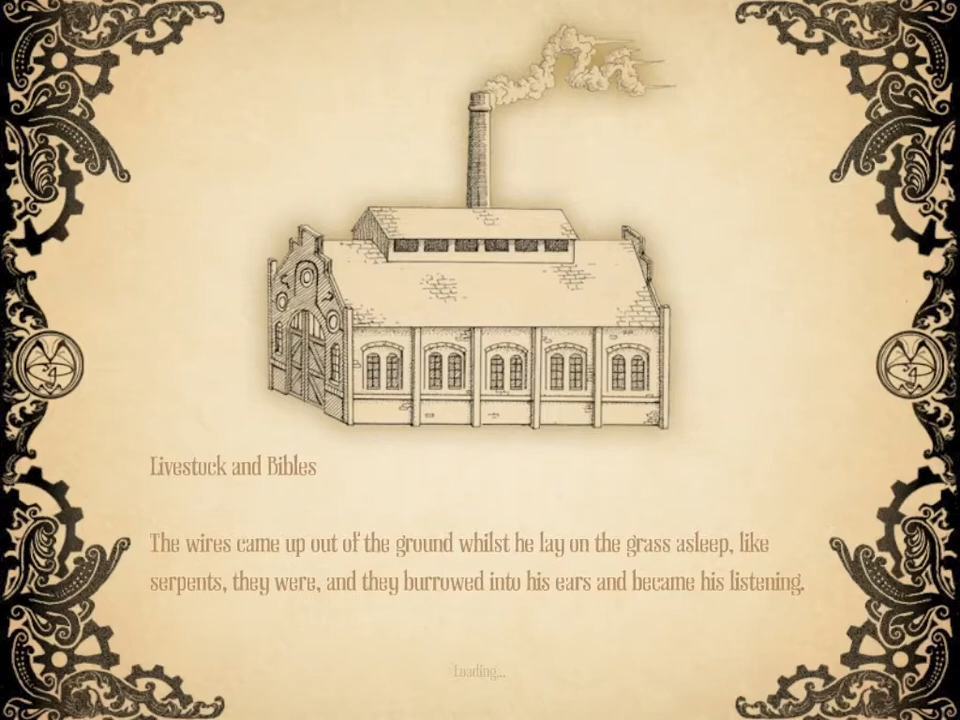 Livestock and Bibles
The wires came up out of the ground whilst he lay on the grass asleep, like
serpents, they were, and they burrowed into his ears and became his listening.
Loading...